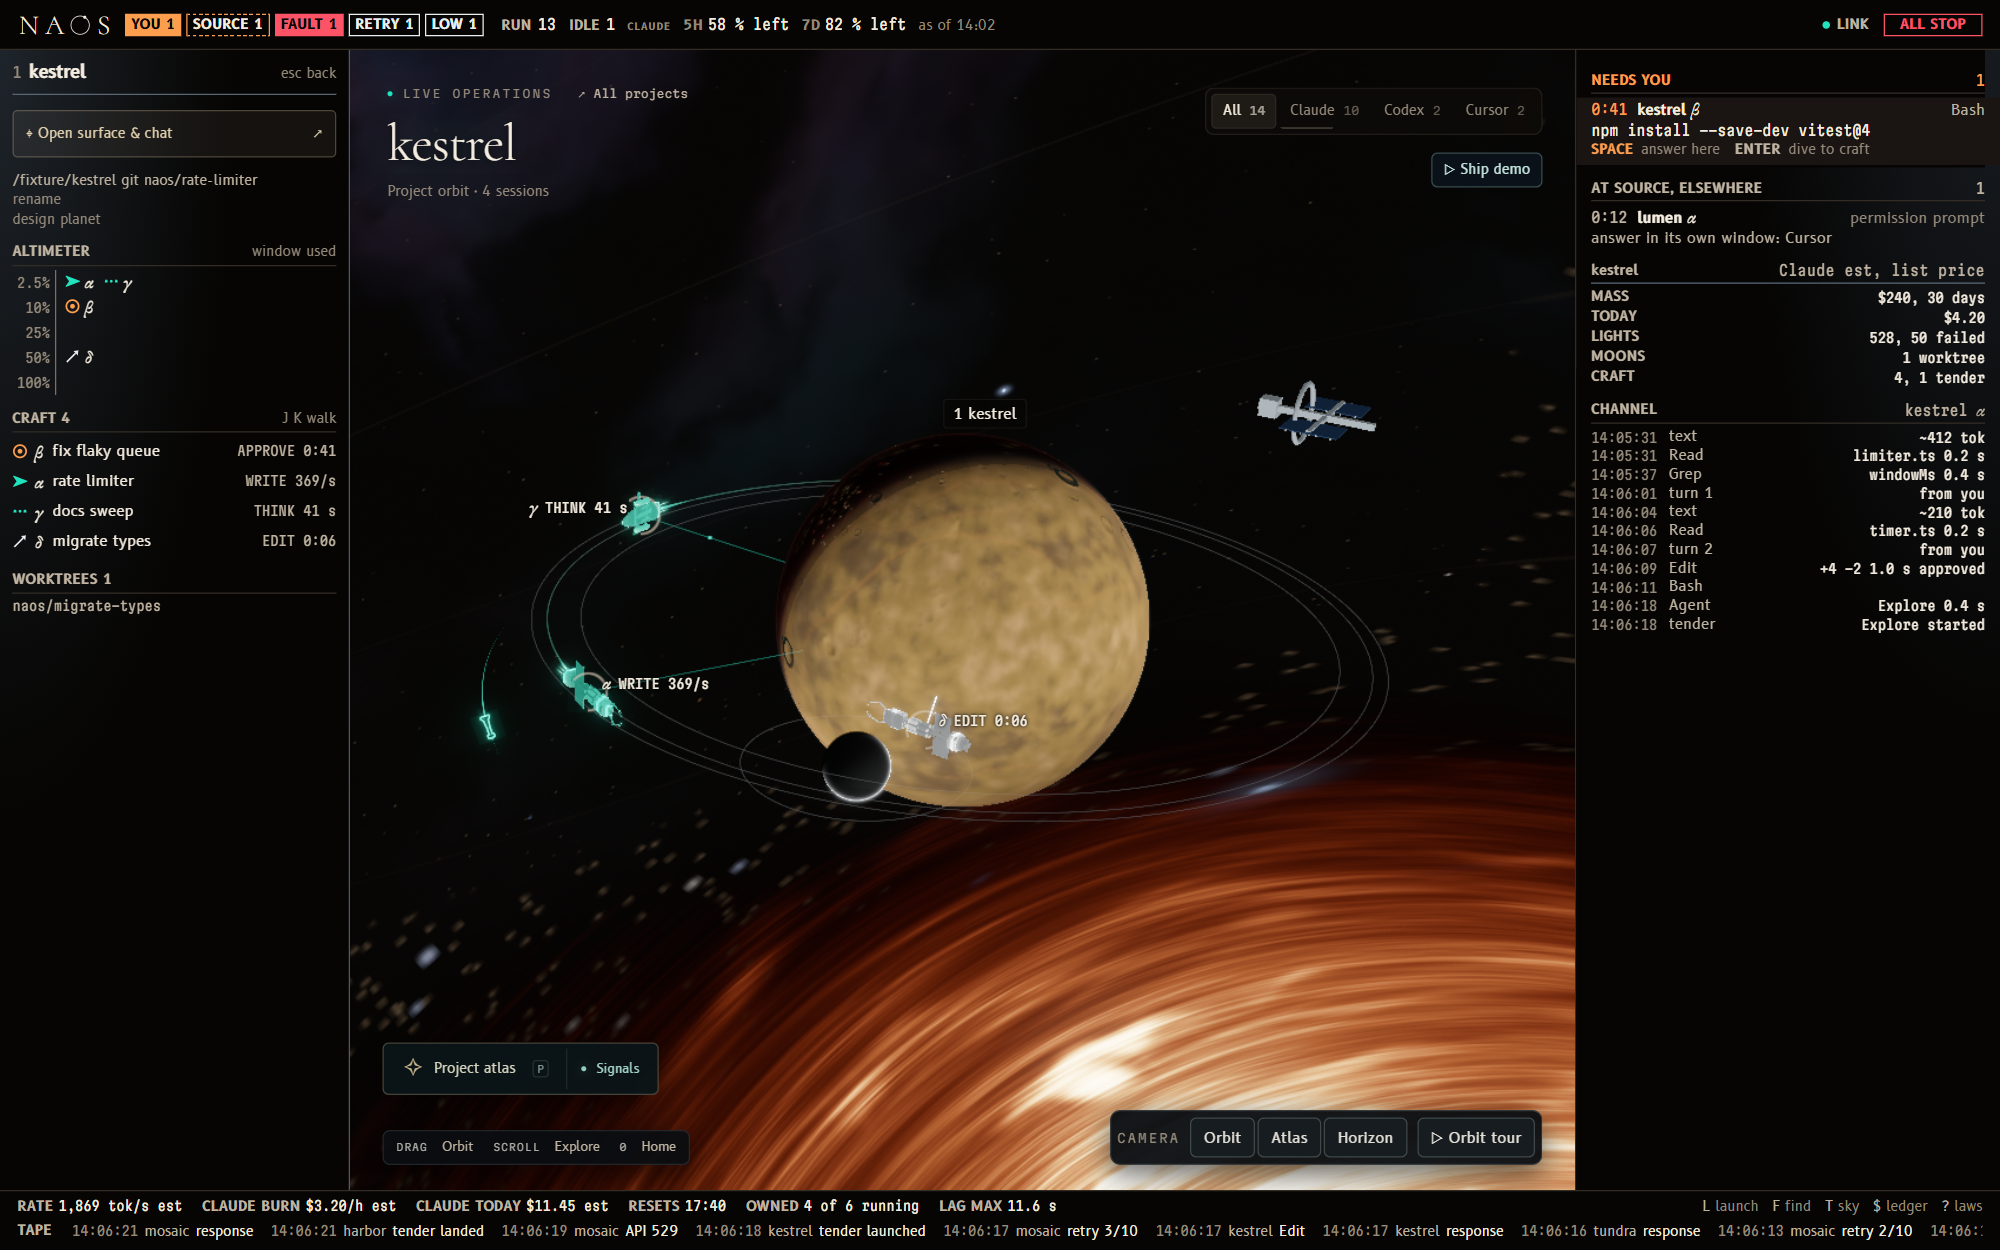 NAOS YOU 1 SOURCE 1 FAULT 1 RETRY 1 LOW 1 RUN 13 IDLE 1 CLAUDE 5H 58 % left 7D 82 % left as of 14:02 LINK ALL STOP
1 kestrel esc back
⌖ Open surface & chat ↗
/fixture/kestrel git naos/rate-limiter
rename
design planet
ALTIMETER window used
2.5% α γ
10% β
25%
50% δ
100%
CRAFT 4 J K walk
β fix flaky queue APPROVE 0:41
α rate limiter WRITE 369/s
γ docs sweep THINK 41 s
δ migrate types EDIT 0:06
WORKTREES 1
naos/migrate-types
LIVE OPERATIONS ↗ All projects
kestrel
Project orbit · 4 sessions
All 14 Claude 10 Codex 2 Cursor 2
▷ Ship demo
1 kestrel
γ THINK 41 s
α WRITE 369/s
δ EDIT 0:06
Project atlas P Signals
DRAG Orbit SCROLL Explore 0 Home
CAMERA Orbit Atlas Horizon ▷ Orbit tour
NEEDS YOU 1
0:41 kestrel β Bash
npm install --save-dev vitest@4
SPACE answer here ENTER dive to craft
AT SOURCE, ELSEWHERE 1
0:12 lumen α permission prompt
answer in its own window: Cursor
kestrel Claude est, list price
MASS $240, 30 days
TODAY $4.20
LIGHTS 528, 50 failed
MOONS 1 worktree
CRAFT 4, 1 tender
CHANNEL kestrel α
14:05:31 text ~412 tok
14:05:31 Read limiter.ts 0.2 s
14:05:37 Grep windowMs 0.4 s
14:06:01 turn 1 from you
14:06:04 text ~210 tok
14:06:06 Read timer.ts 0.2 s
14:06:07 turn 2 from you
14:06:09 Edit +4 −2 1.0 s approved
14:06:11 Bash
14:06:18 Agent Explore 0.4 s
14:06:18 tender Explore started
RATE 1,869 tok/s est CLAUDE BURN $3.20/h est CLAUDE TODAY $11.45 est RESETS 17:40 OWNED 4 of 6 running LAG MAX 11.6 s L launch F find T sky $ ledger ? laws
TAPE 14:06:21 mosaic response 14:06:21 harbor tender landed 14:06:19 mosaic API 529 14:06:18 kestrel tender launched 14:06:17 mosaic retry 3/10 14:06:17 kestrel Edit 14:06:17 kestrel response 14:06:16 tundra response 14:06:13 mosaic retry 2/10 14:06: